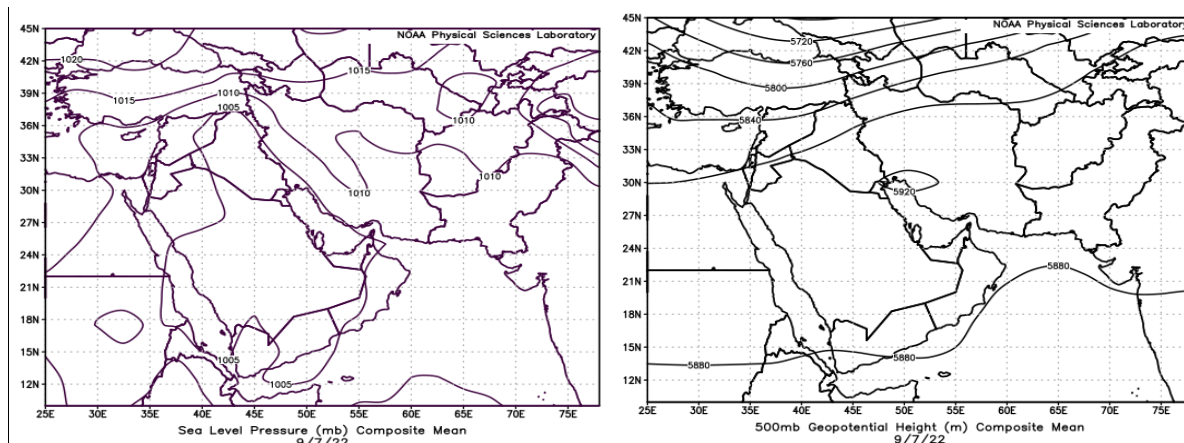 NOAA Physical Sciences Laboratory
45N
42N
39N
36N
33N
30N
27N
24N
21N
18N
15N
12N
1020
1015
1015
1010
1005
1010
1010
1010
1005
1005
25E 30E 35E 40E 45E 50E 55E 60E 65E 70E 75E
Sea Level Pressure (mb) Composite Mean
9/7/22
NOAA Physical Sciences Laboratory
45N
42N
39N
36N
33N
30N
27N
24N
21N
18N
15N
12N
5720
5760
5800
5840
5920
5880
5880
5880
25E 30E 35E 40E 45E 50E 55E 60E 65E 70E 75E
500mb Geopotential Height (m) Composite Mean
9/7/22